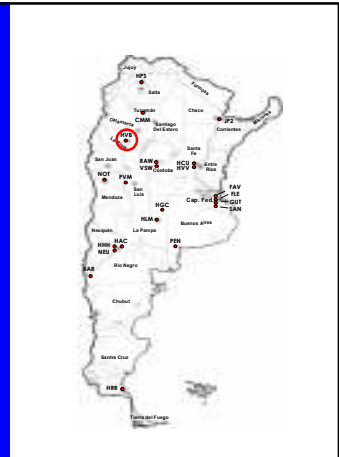 Jujuy
HPS
Salta
Formosa
Tucumán
CMM
Chaco
Misiones
Catamarca
Santiago
Del Estero
JP2
Corrientes
HVB
La Rioja
Santa
Fe
San Juan
RAW
VSW
Córdoba
HCU
HVV
Entre
Rios
NOT
FVM
San
Luis
Mendoza
FAV
FLE
Cap. Fed.
GUT
SAN
HGC
HLM
Buenos Aires
Neuquén
La Pampa
HHH
HAC
NEU
PEN
Río Negro
BAR
Chubut
Santra Cruz
HRR
Tierra del Fuego